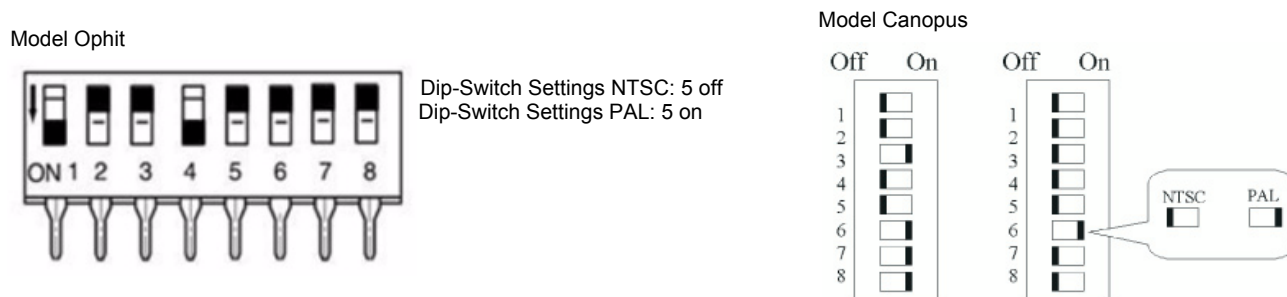 Model Ophit
ON 1 2 3 4 5 6 7 8
Dip-Switch Settings NTSC: 5 off
Dip-Switch Settings PAL: 5 on
Model Canopus
Off On
1
2
3
4
5
6
7
8
Off On
1
2
3
4
5
6
7
8
NTSC PAL